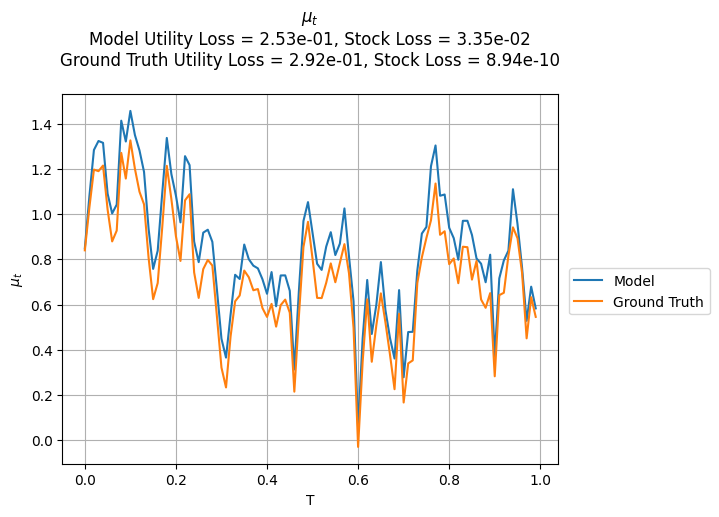 μt
Model Utility Loss = 2.53e-01, Stock Loss = 3.35e-02
Ground Truth Utility Loss = 2.92e-01, Stock Loss = 8.94e-10
1.4
1.2
1.0
0.8
0.6
0.4
0.2
0.0
μt
0.0 0.2 0.4 0.6 0.8 1.0
T
Model
Ground Truth